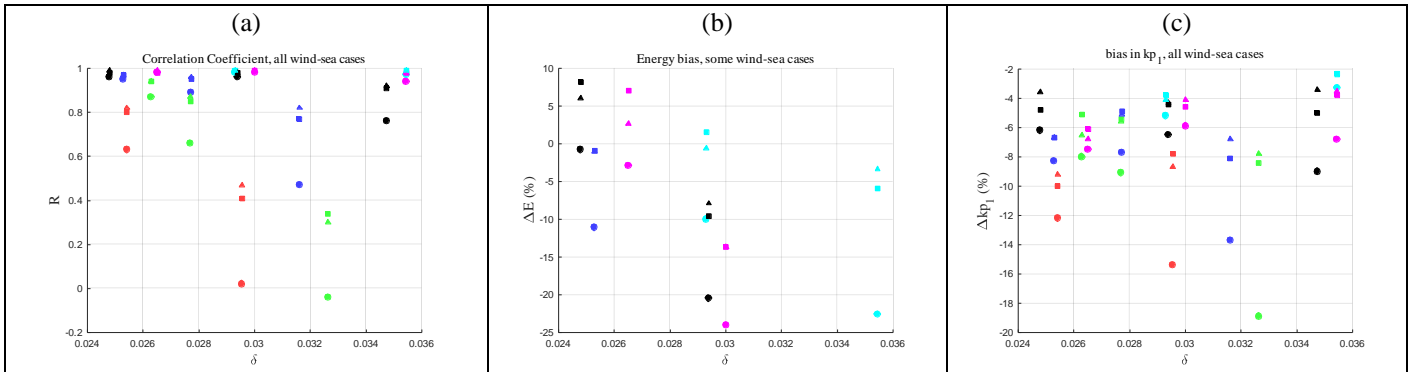 (a)
Correlation Coefficient, all wind-sea cases
1
0.8
0.6
0.4
0.2
0
-0.2
R
0.024 0.026 0.028 0.03 0.032 0.034 0.036
δ
(b)
Energy bias, some wind-sea cases
10
5
0
-5
-10
-15
-20
-25
ΔE (%)
0.024 0.026 0.028 0.03 0.032 0.034 0.036
δ
(c)
bias in kp₁, all wind-sea cases
-2
-4
-6
-8
-10
-12
-14
-16
-18
-20
Δkp₁ (%)
0.024 0.026 0.028 0.03 0.032 0.034 0.036
δ